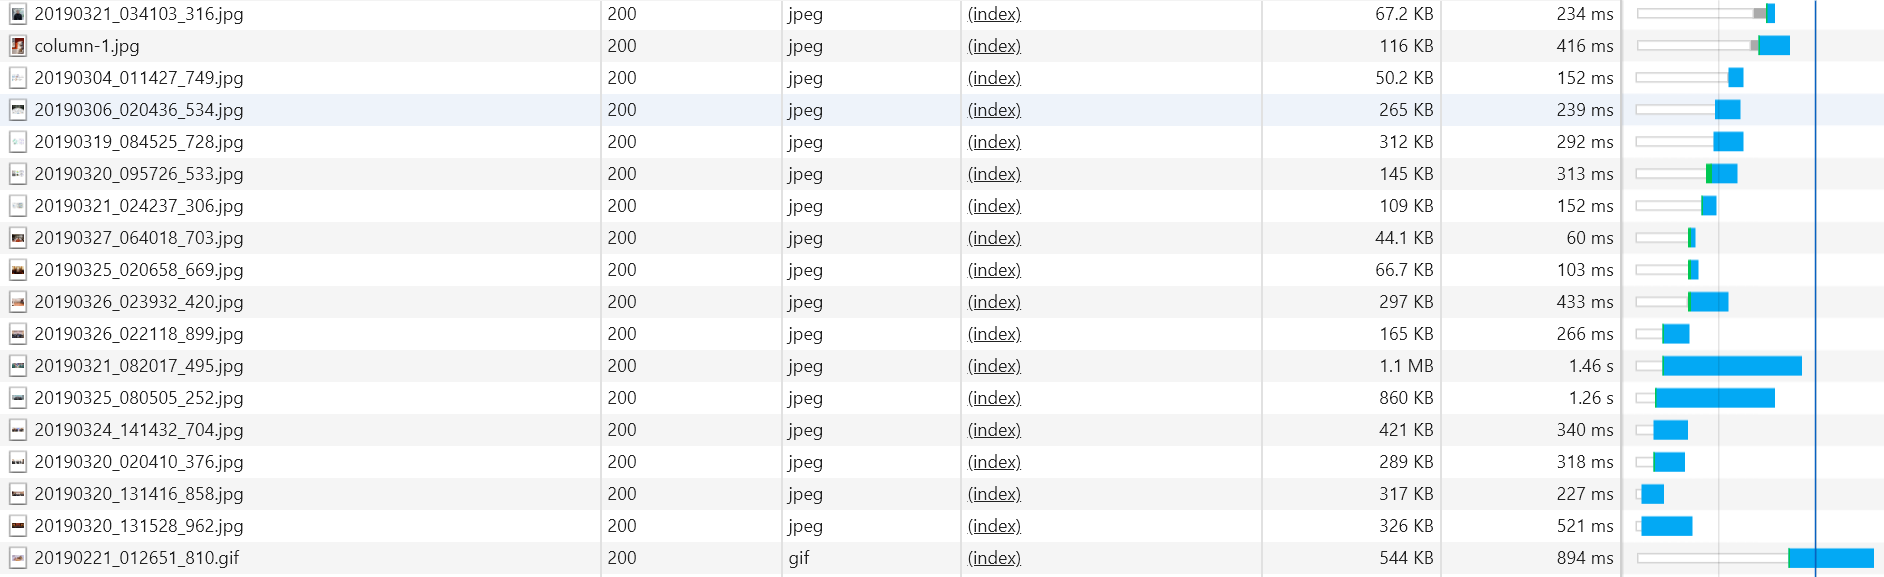 20190321_034103_316.jpg 200 jpeg (index) 67.2 KB 234 ms
column-1.jpg 200 jpeg (index) 116 KB 416 ms
20190304_011427_749.jpg 200 jpeg (index) 50.2 KB 152 ms
20190306_020436_534.jpg 200 jpeg (index) 265 KB 239 ms
20190319_084525_728.jpg 200 jpeg (index) 312 KB 292 ms
20190320_095726_533.jpg 200 jpeg (index) 145 KB 313 ms
20190321_024237_306.jpg 200 jpeg (index) 109 KB 152 ms
20190327_064018_703.jpg 200 jpeg (index) 44.1 KB 60 ms
20190325_020658_669.jpg 200 jpeg (index) 66.7 KB 103 ms
20190326_023932_420.jpg 200 jpeg (index) 297 KB 433 ms
20190326_022118_899.jpg 200 jpeg (index) 165 KB 266 ms
20190321_082017_495.jpg 200 jpeg (index) 1.1 MB 1.46 s
20190325_080505_252.jpg 200 jpeg (index) 860 KB 1.26 s
20190324_141432_704.jpg 200 jpeg (index) 421 KB 340 ms
20190320_020410_376.jpg 200 jpeg (index) 289 KB 318 ms
20190320_131416_858.jpg 200 jpeg (index) 317 KB 227 ms
20190320_131528_962.jpg 200 jpeg (index) 326 KB 521 ms
20190221_012651_810.gif 200 gif (index) 544 KB 894 ms